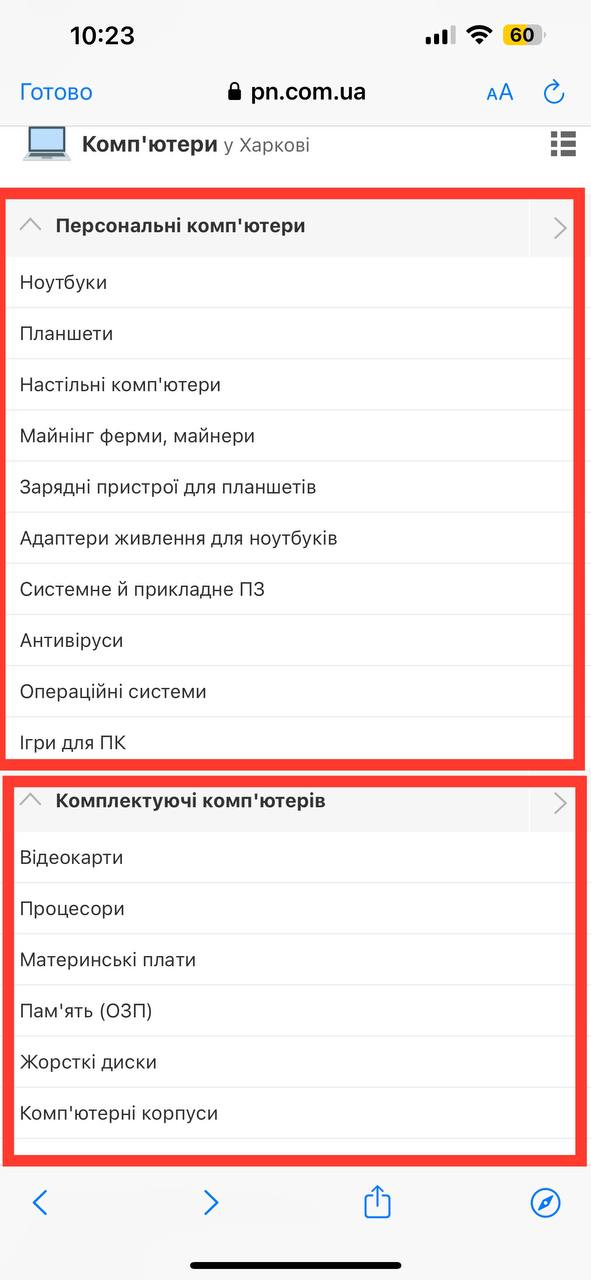 10:23
60
Готово
pn.com.ua
AA
Комп'ютери у Харкові
Персональні комп'ютери
Ноутбуки
Планшети
Настільні комп'ютери
Майнінг ферми, майнери
Зарядні пристрої для планшетів
Адаптери живлення для ноутбуків
Системне й прикладне ПЗ
Антивіруси
Операційні системи
Ігри для ПК
Комплектуючі комп'ютерів
Відеокарти
Процесори
Материнські плати
Пам'ять (ОЗП)
Жорсткі диски
Комп'ютерні корпуси